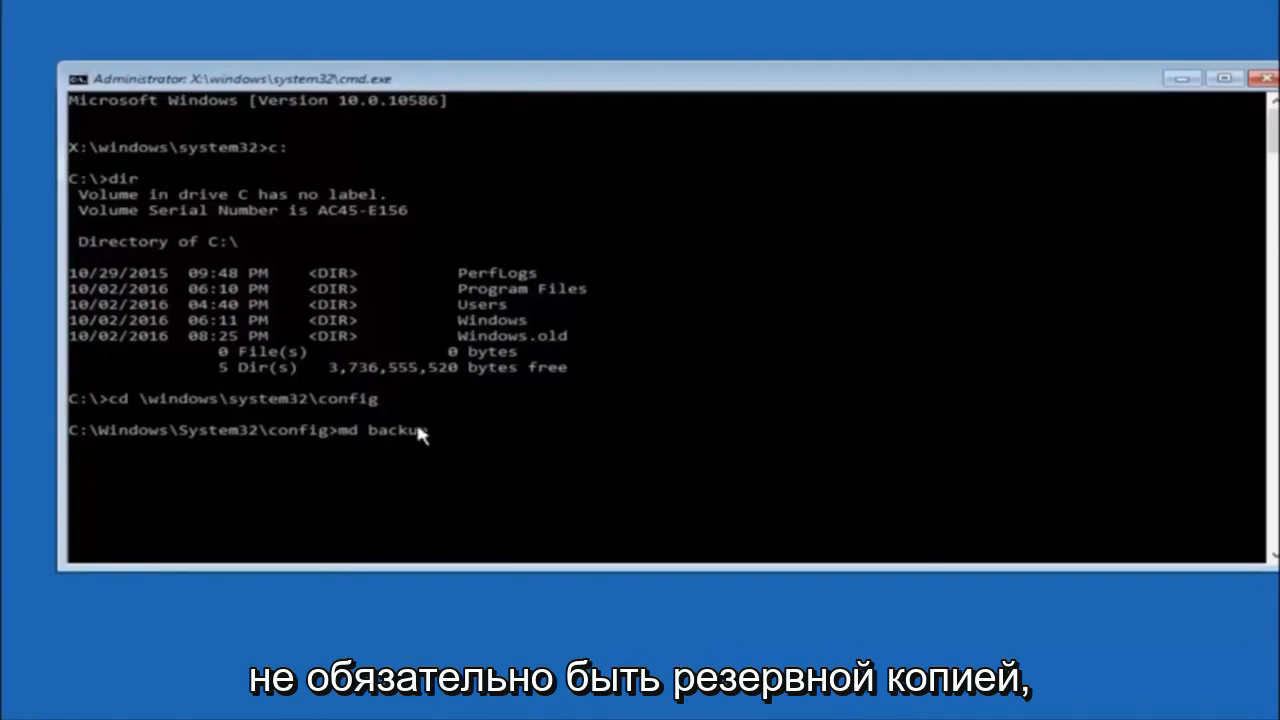 Administrator: X:\windows\system32\cmd.exe
Microsoft Windows [Version 10.0.10586]
X:\windows\system32>c:
C:\>dir
Volume in drive C has no label.
Volume Serial Number is AC45-E156
Directory of C:\
10/29/2015 09:48 PM <DIR> PerfLogs
10/02/2016 06:10 PM <DIR> Program Files
10/02/2016 04:40 PM <DIR> Users
10/02/2016 06:11 PM <DIR> Windows
10/02/2016 08:25 PM <DIR> Windows.old
0 File(s) 0 bytes
5 Dir(s) 3,736,555,520 bytes free
C:\>cd \windows\system32\config
C:\Windows\System32\config>md backup
не обязательно быть резервной копией,